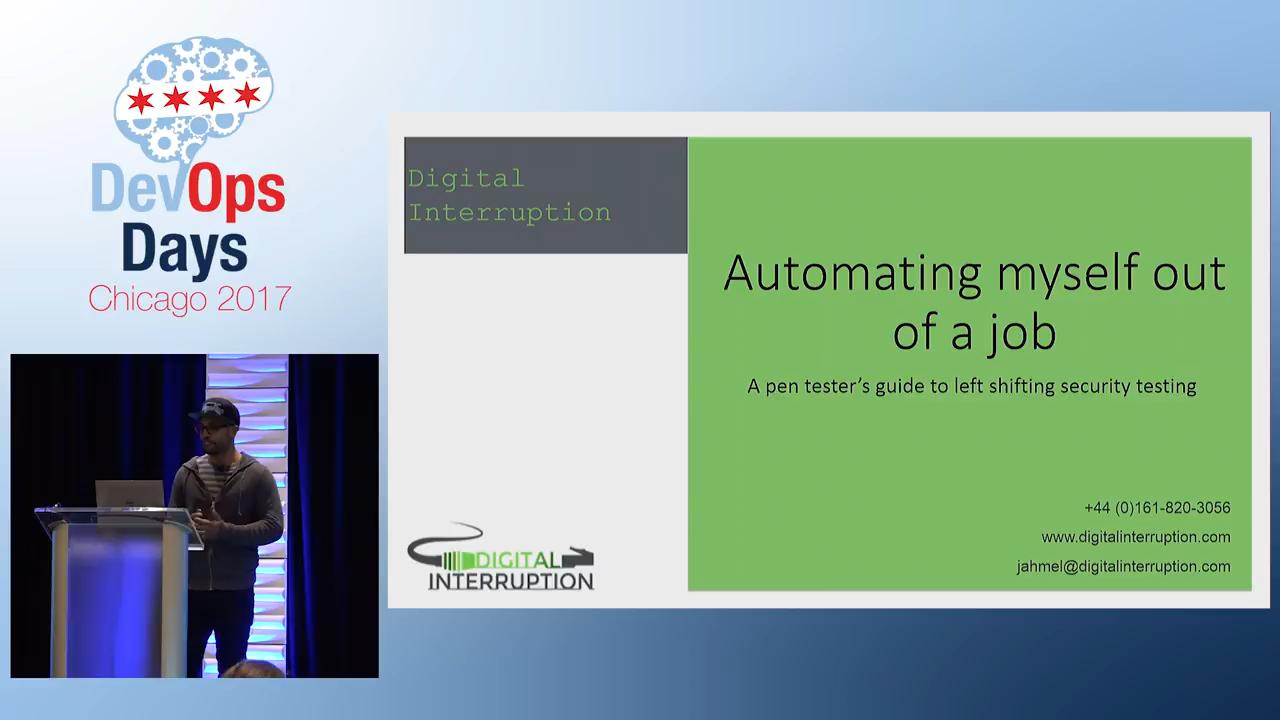 DevOps
Days
Chicago 2017
Digital
Interruption
Automating myself out
of a job
A pen tester's guide to left shifting security testing
+44 (0)161-820-3056
www.digitalinterruption.com
jahmel@digitalinterruption.com
DIGITAL
INTERRUPTION